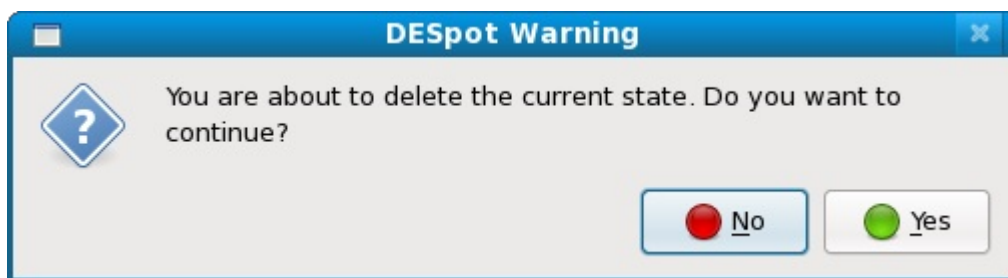 DESpot Warning
You are about to delete the current state. Do you want to
continue?
No
Yes